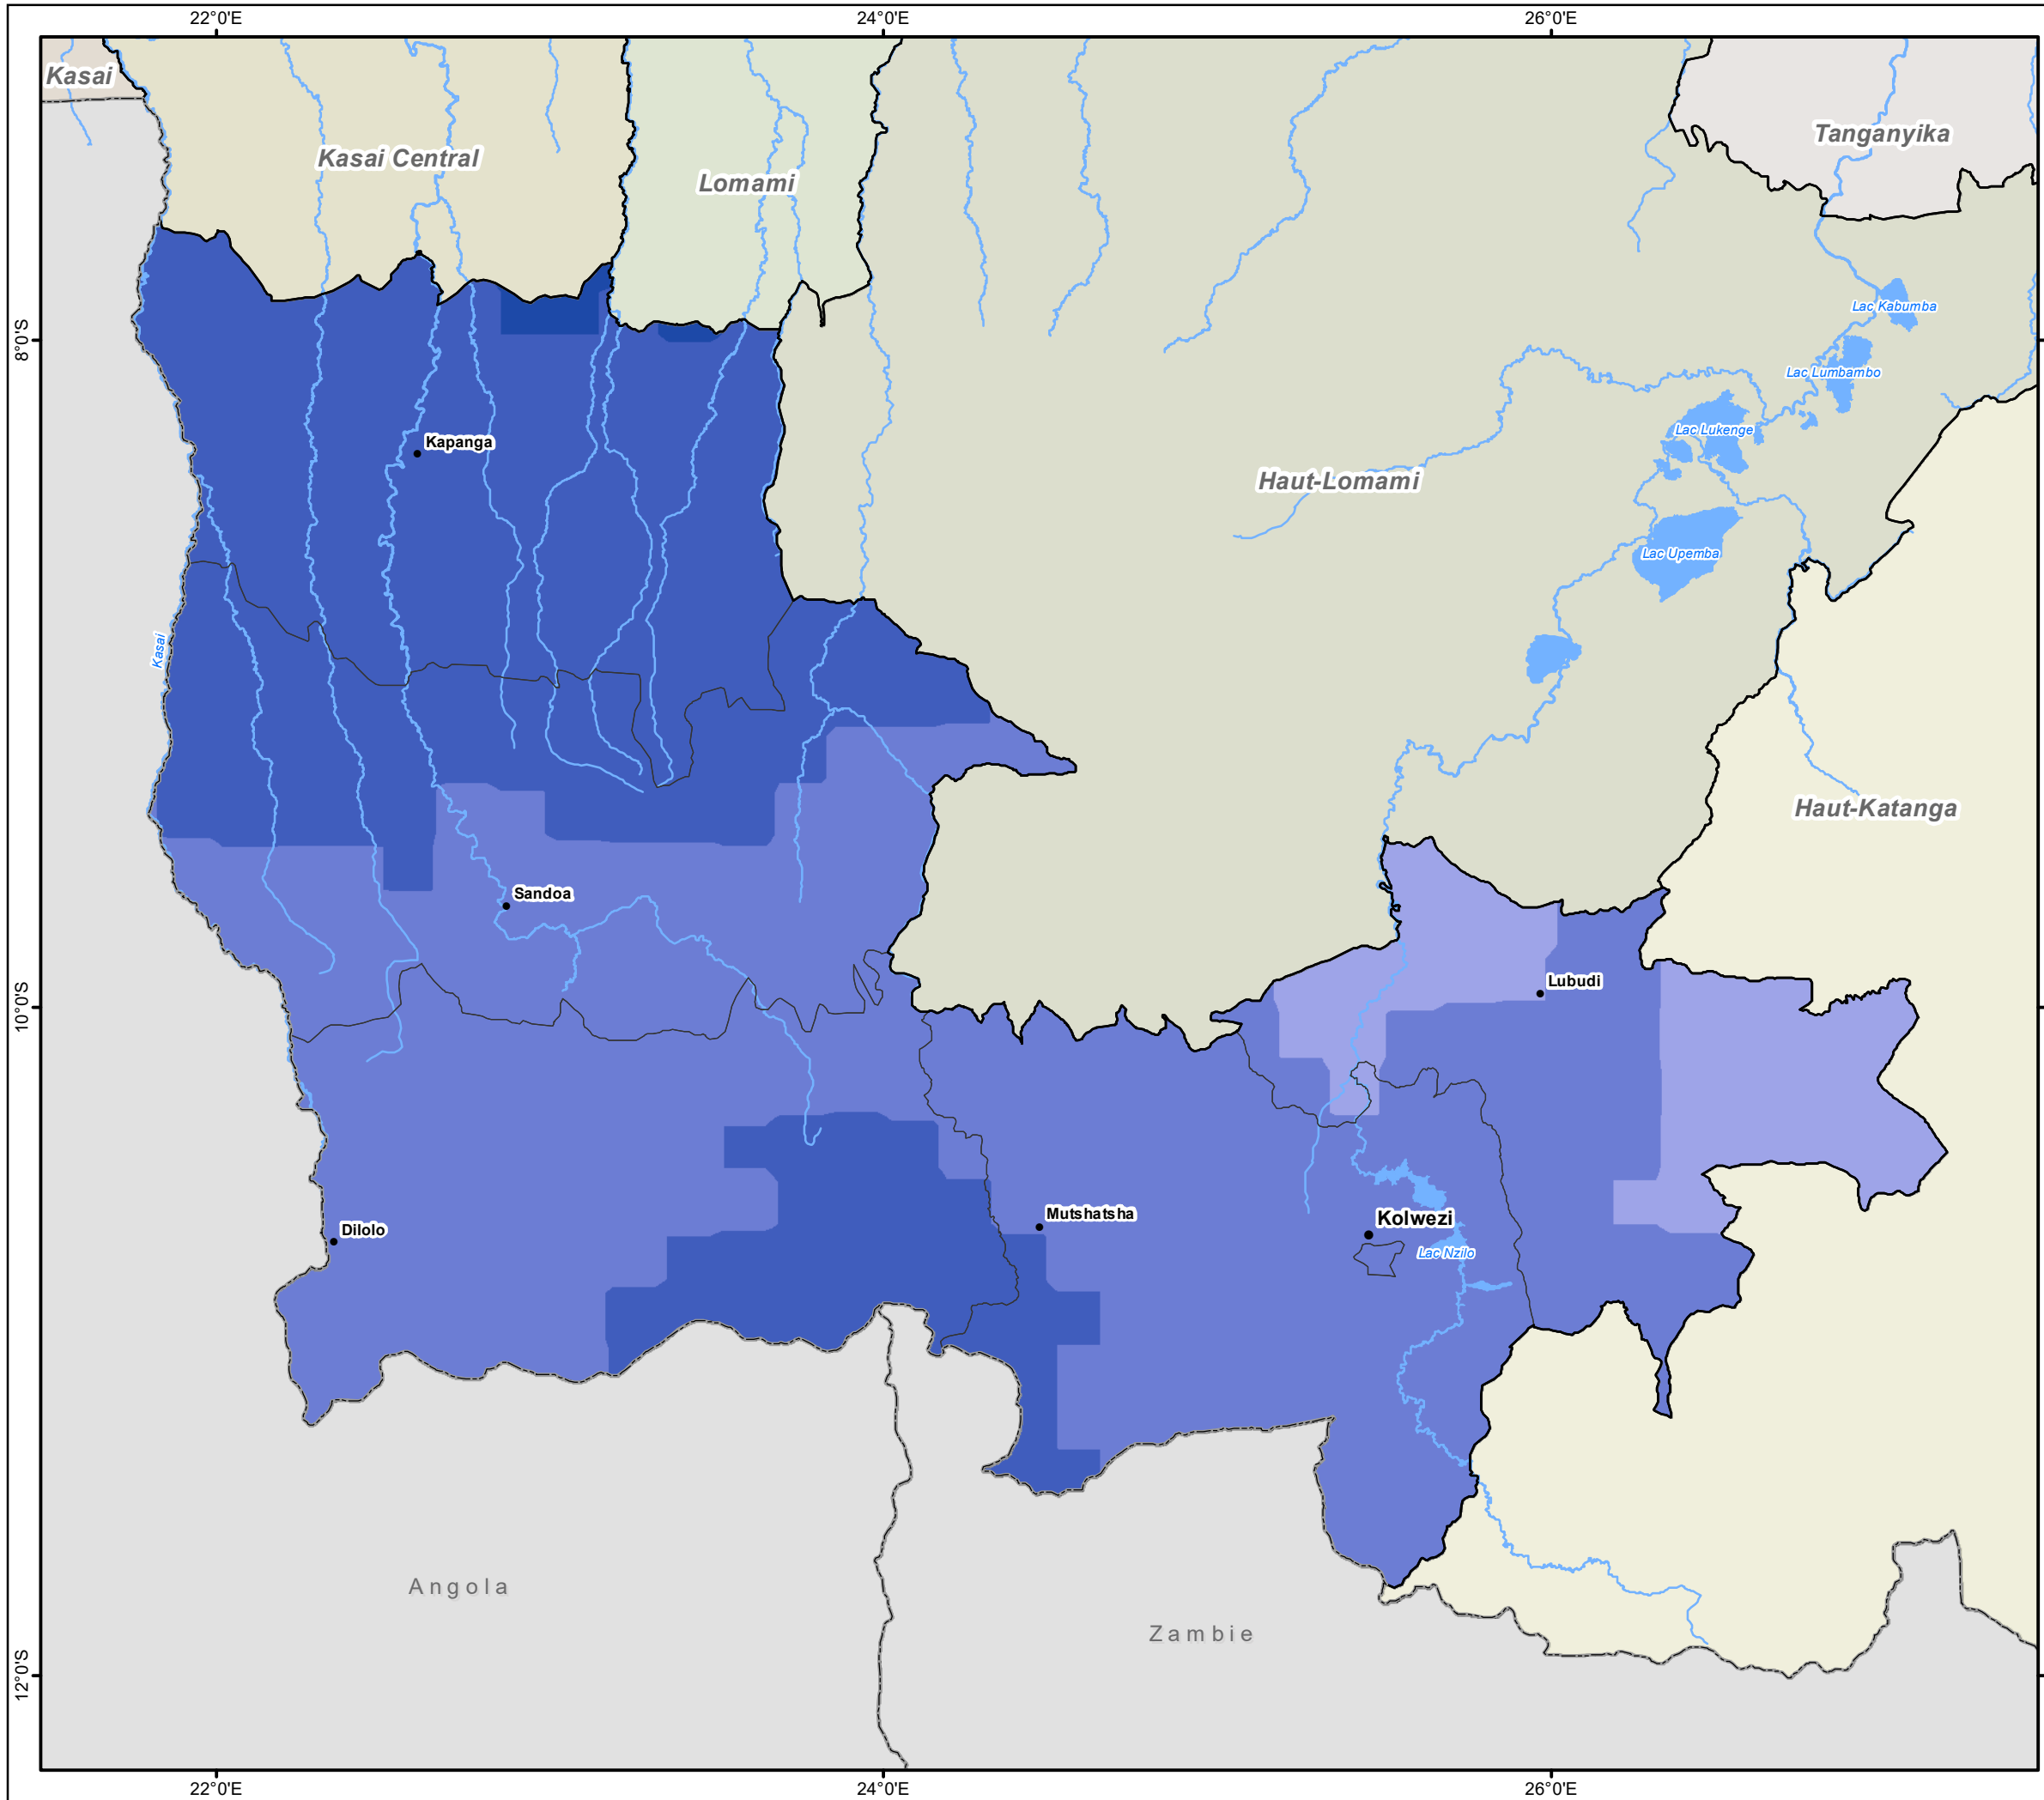 22°0'E
24°0'E
26°0'E
Kasai
Kasai Central
Lomami
Tanganyika
Lac Kabumba
8°0'S
Lac Lumbambo
Lac Lukenge
Kapanga
Haut-Lomami
Lac Upemba
Kasai
Haut-Katanga
Sandoa
Lubudi
10°0'S
Mutshatsha
Kolwezi
Dilolo
Lac Nzilo
Angola
Zambie
12°0'S
22°0'E
24°0'E
26°0'E